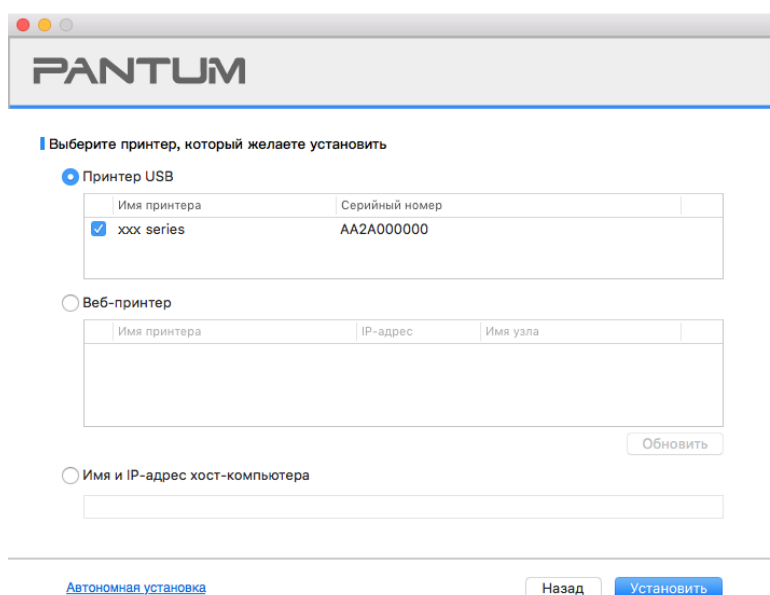 PANTUM
Выберите принтер, который желаете установить
Принтер USB
Имя принтера Серийный номер
xxx series AA2A000000
Веб-принтер
Имя принтера IP-адрес Имя узла
Обновить
Имя и IP-адрес хост-компьютера
Автономная установка Назад Установить